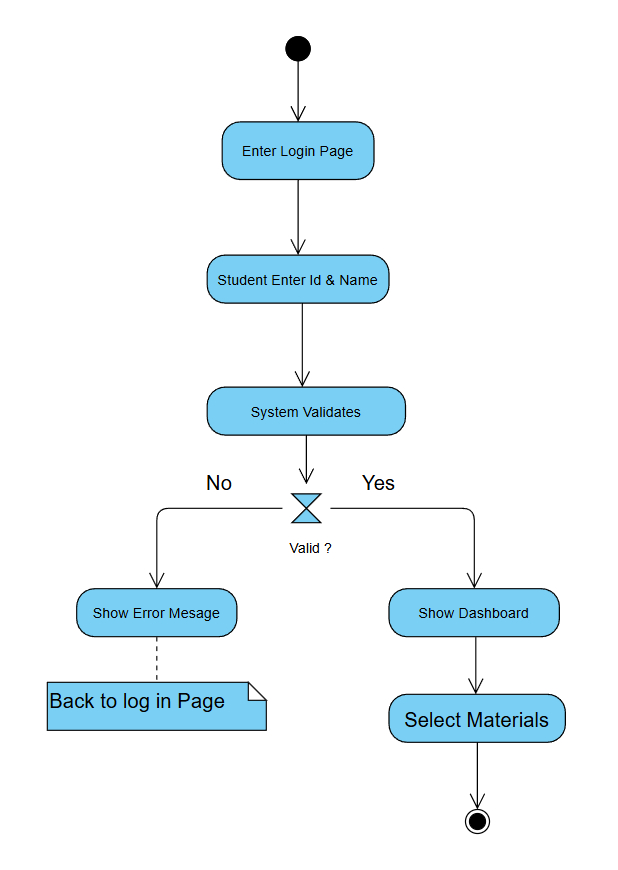 Enter Login Page
Student Enter Id & Name
System Validates
No
Yes
Valid ?
Show Error Mesage
Show Dashboard
Back to log in Page
Select Materials